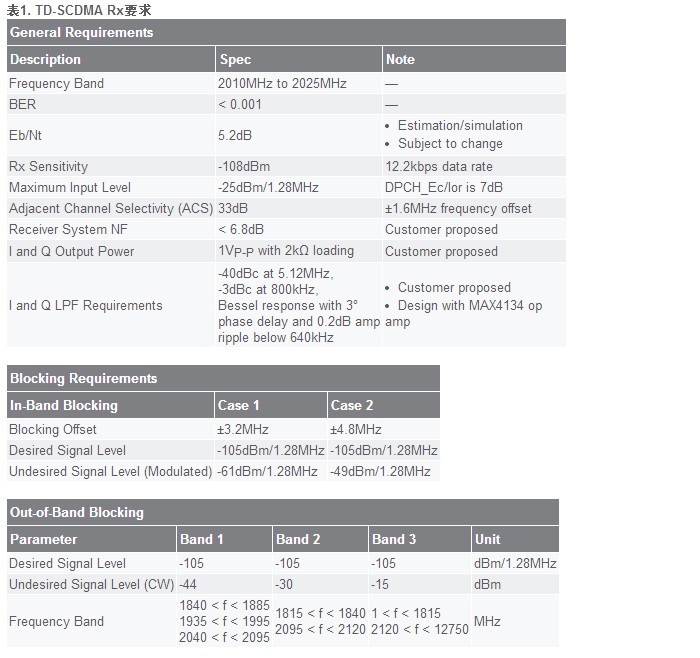 表1. TD-SCDMA Rx要求
General Requirements
Description Spec Note
Frequency Band 2010MHz to 2025MHz —
BER < 0.001 —
Eb/Nt 5.2dB • Estimation/simulation
• Subject to change
Rx Sensitivity -108dBm 12.2kbps data rate
Maximum Input Level -25dBm/1.28MHz DPCH_Ec/Ior is 7dB
Adjacent Channel Selectivity (ACS) 33dB ±1.6MHz frequency offset
Receiver System NF < 6.8dB Customer proposed
I and Q Output Power 1VP-P with 2kΩ loading Customer proposed
I and Q LPF Requirements
-40dBc at 5.12MHz,
-3dBc at 800kHz,
Bessel response with 3°
phase delay and 0.2dB
ripple below 640kHz
• Customer proposed
• Design with MAX4134 op
amp amp
Blocking Requirements
In-Band Blocking Case 1 Case 2
Blocking Offset ±3.2MHz ±4.8MHz
Desired Signal Level -105dBm/1.28MHz -105dBm/1.28MHz
Undesired Signal Level (Modulated) -61dBm/1.28MHz -49dBm/1.28MHz
Out-of-Band Blocking
Parameter Band 1 Band 2 Band 3 Unit
Desired Signal Level -105 -105 -105 dBm/1.28MHz
Undesired Signal Level (CW) -44 -30 -15 dBm
Frequency Band
1840 < f < 1885
1935 < f < 1995
2040 < f < 2095
1815 < f < 1840
2095 < f < 2120
1 < f < 1815
2120 < f < 12750
MHz